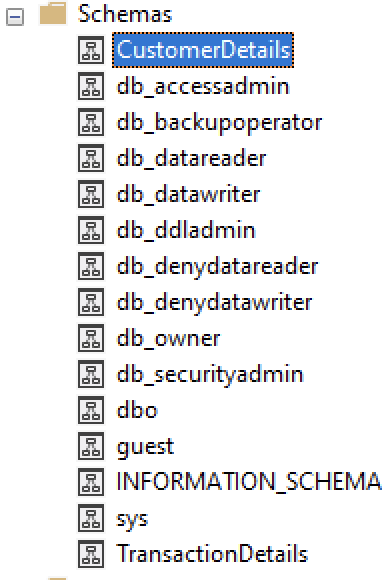 Schemas
CustomerDetails
db_accessadmin
db_backupoperator
db_datareader
db_datawriter
db_ddladmin
db_denydatareader
db_denydatawriter
db_owner
db_securityadmin
dbo
guest
INFORMATION_SCHEMA
sys
TransactionDetails